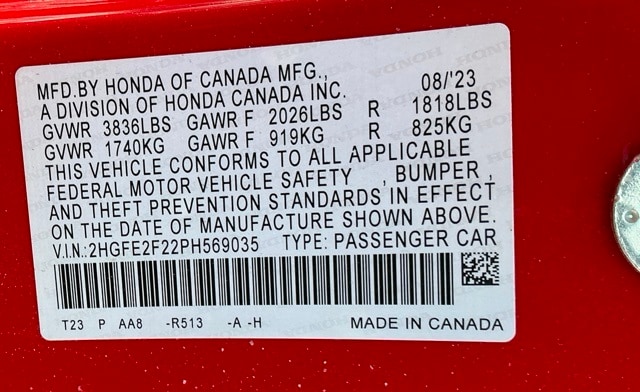 MFD.BY HONDA OF CANADA MFG., 08/'23
A DIVISION OF HONDA CANADA INC.
GVWR 3836LBS GAWR F 2026LBS R 1818LBS
GVWR 1740KG GAWR F 919KG R 825KG
THIS VEHICLE CONFORMS TO ALL APPLICABLE
FEDERAL MOTOR VEHICLE SAFETY , BUMPER ,
AND THEFT PREVENTION STANDARDS IN EFFECT
ON THE DATE OF MANUFACTURE SHOWN ABOVE.
V.I.N.:2HGFE2F22PH569035 TYPE: PASSENGER CAR
T23 P AA8 -R513 -A -H MADE IN CANADA